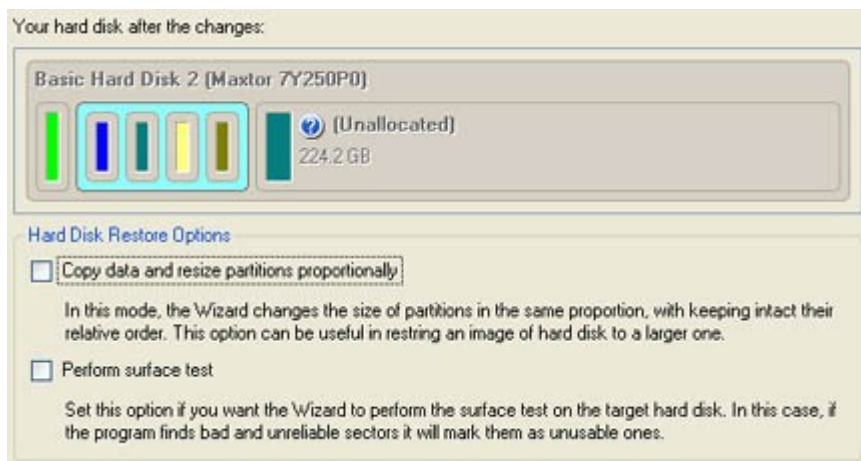 Your hard disk after the changes:
Basic Hard Disk 2 (Maxtor 7Y250P0)
(Unallocated)
224.2 GB
Hard Disk Restore Options
Copy data and resize partitions proportionally
In this mode, the Wizard changes the size of partitions in the same proportion, with keeping intact their
relative order. This option can be useful in restring an image of hard disk to a larger one.
Perform surface test
Set this option if you want the Wizard to perform the surface test on the target hard disk. In this case, if
the program finds bad and unreliable sectors it will mark them as unusable ones.